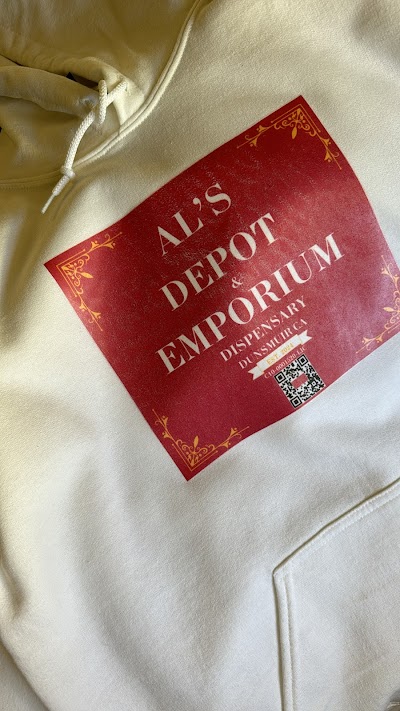 AL'S
DEPOT
&
EMPORIUM
DISPENSARY
DUNSMUIR CA